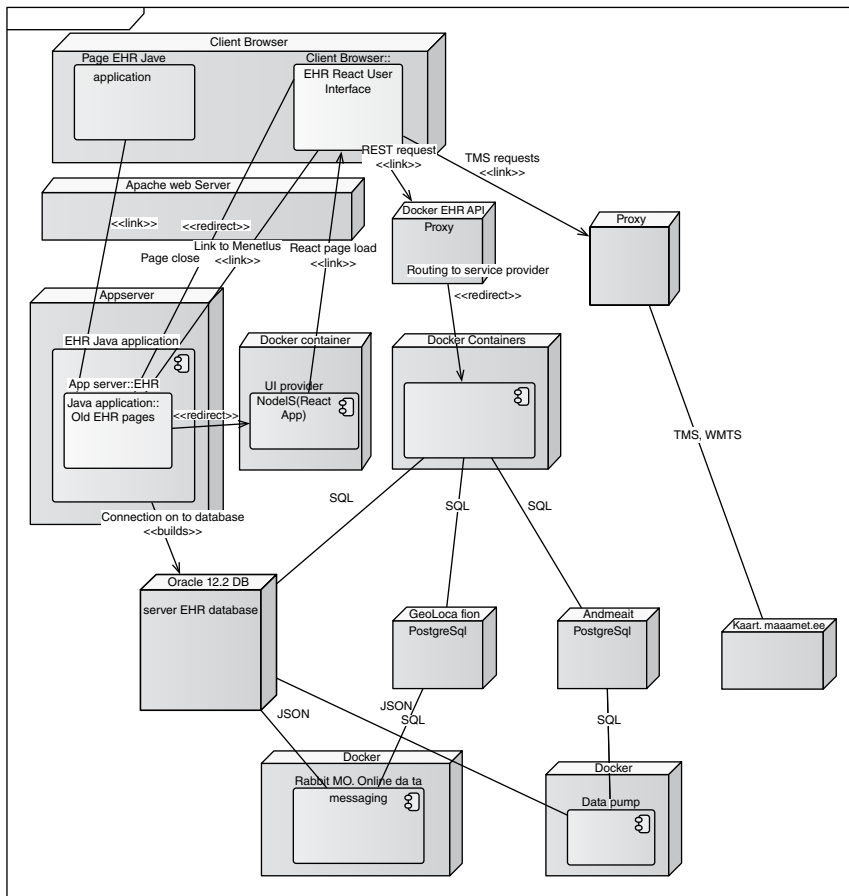 Client Browser
Page EHR Jave
application
Client Browser::
EHR React User
Interface
REST request
<<link>>
TMS requests
<<link>>
Apache web Server
<<link>>
<<redirect>>
Page close
Link to Menetlus
<<link>>
React page load
<<link>>
Docker EHR API
Proxy
Proxy
Routing to service provider
<<redirect>>
Appserver
EHR Java application
App server::EHR
Java application::
Old EHR pages
<<redirect>>
Docker container
UI provider
NodelS(React
App)
Docker Containers
TMS, WMTS
SQL
SQL
SQL
Connection on to database
<<builds>>
Oracle 12.2 DB
server EHR database
GeoLoca fion
PostgreSql
Andmeait
PostgreSql
Kaart. maaamet.ee
JSON
JSON
SQL
SQL
Docker
Rabbit MO. Online da ta
messaging
Docker
Data pump